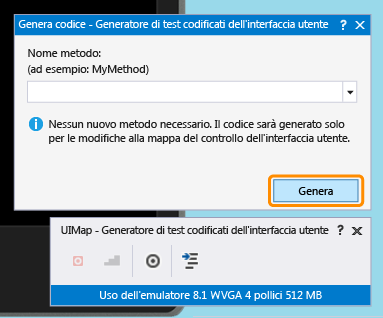 Genera codice - Generatore di test codificati dell'interfaccia utente ?
Nome metodo:
(ad esempio: MyMethod)
Nessun nuovo metodo necessario. Il codice sarà generato solo
per le modifiche alla mappa del controllo dell'interfaccia utente.
Genera
UIMap - Generatore di test codificati dell'interfaccia utente ?
Uso dell'emulatore 8.1 WVGA 4 pollici 512 MB